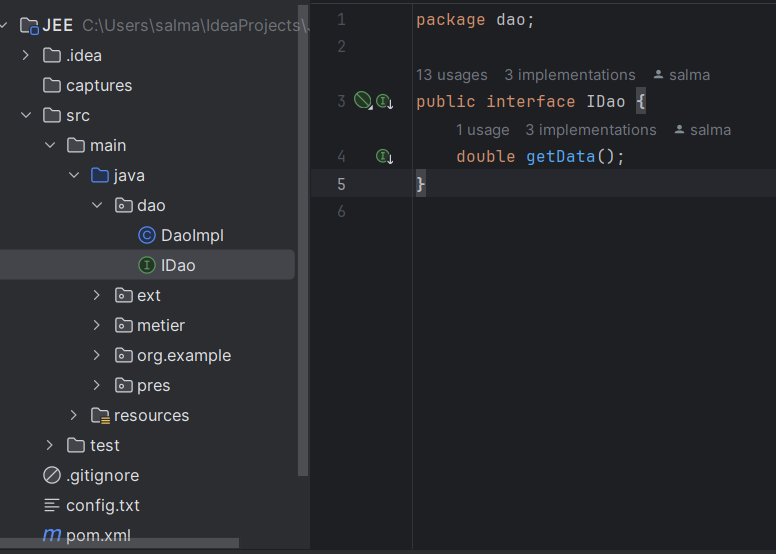 JEE C:\Users\salma\IdeaProjects\
.idea
captures
src
main
java
dao
DaoImpl
IDao
ext
metier
org.example
pres
resources
test
.gitignore
config.txt
pom.xml
1 package dao;
2
13 usages 3 implementations salma
3 public interface IDao {
1 usage 3 implementations salma
4 double getData();
5 }
6